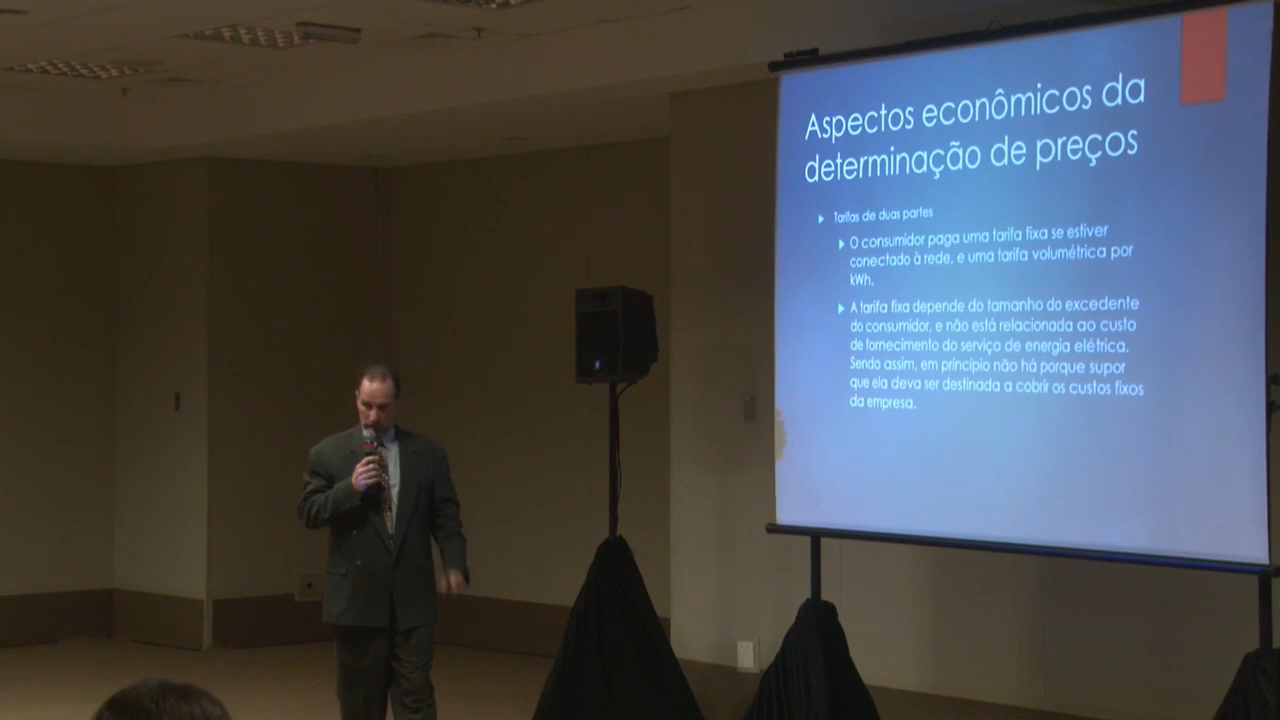 Aspectos econômicos da
determinação de preços
Tarifas de duas partes
O consumidor paga uma tarifa fixa se estiver
conectado à rede, e uma tarifa volumétrica por
kWh.
A tarifa fixa depende do tamanho do excedente
do consumidor, e não está relacionada ao custo
de fornecimento do serviço de energia elétrica.
Sendo assim, em princípio não há porque supor
que ela deva ser destinada a cobrir os custos fixos
da empresa.